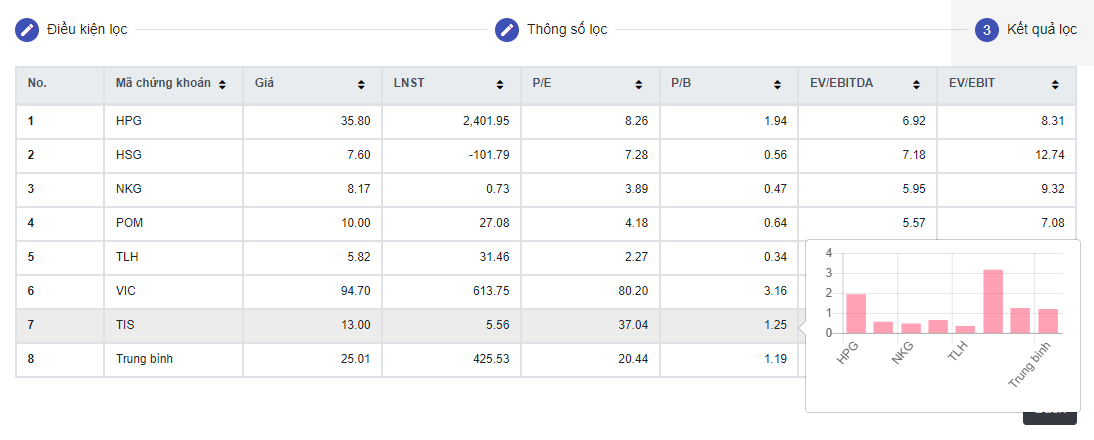 Điều kiện lọc Thông số lọc 3 Kết quả lọc
No. Mã chứng khoán Giá LNST P/E P/B EV/EBITDA EV/EBIT
1 HPG 35.80 2,401.95 8.26 1.94 6.92 8.31
2 HSG 7.60 -101.79 7.28 0.56 7.18 12.74
3 NKG 8.17 0.73 3.89 0.47 5.95 9.32
4 POM 10.00 27.08 4.18 0.64 5.57 7.08
5 TLH 5.82 31.46 2.27 0.34
6 VIC 94.70 613.75 80.20 3.16
7 TIS 13.00 5.56 37.04 1.25
8 Trung bình 25.01 425.53 20.44 1.19
4
3
2
1
0
HPG NKG TLH Trung bình